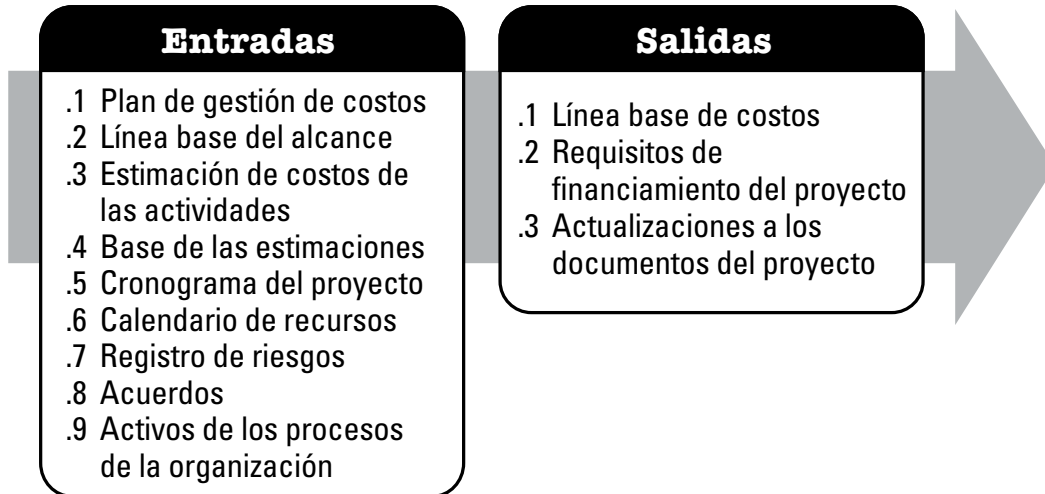 Entradas
.1 Plan de gestión de costos
.2 Línea base del alcance
.3 Estimación de costos de
las actividades
.4 Base de las estimaciones
.5 Cronograma del proyecto
.6 Calendario de recursos
.7 Registro de riesgos
.8 Acuerdos
.9 Activos de los procesos
de la organización
Salidas
.1 Línea base de costos
.2 Requisitos de
financiamiento del proyecto
.3 Actualizaciones a los
documentos del proyecto